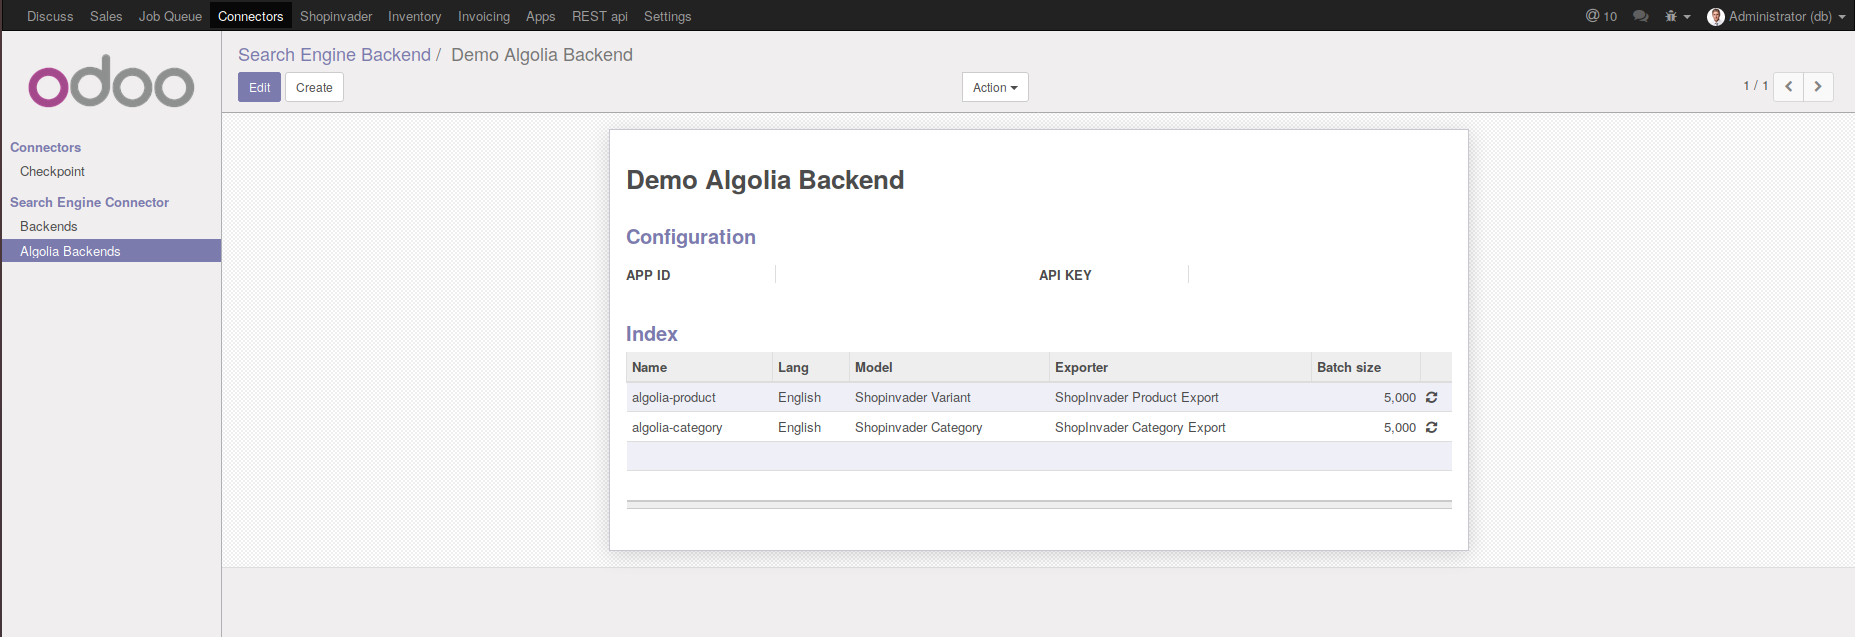 Discuss Sales Job Queue Connectors Shopinvader Inventory Invoicing Apps REST api Settings @ 10 Administrator (db)
odoo
Connectors
Checkpoint
Search Engine Connector
Backends
Algolia Backends
Search Engine Backend / Demo Algolia Backend
Edit Create Action 1 / 1
Demo Algolia Backend
Configuration
APP ID API KEY
Index
Name Lang Model Exporter Batch size
algolia-product English Shopinvader Variant ShopInvader Product Export 5,000
algolia-category English Shopinvader Category ShopInvader Category Export 5,000